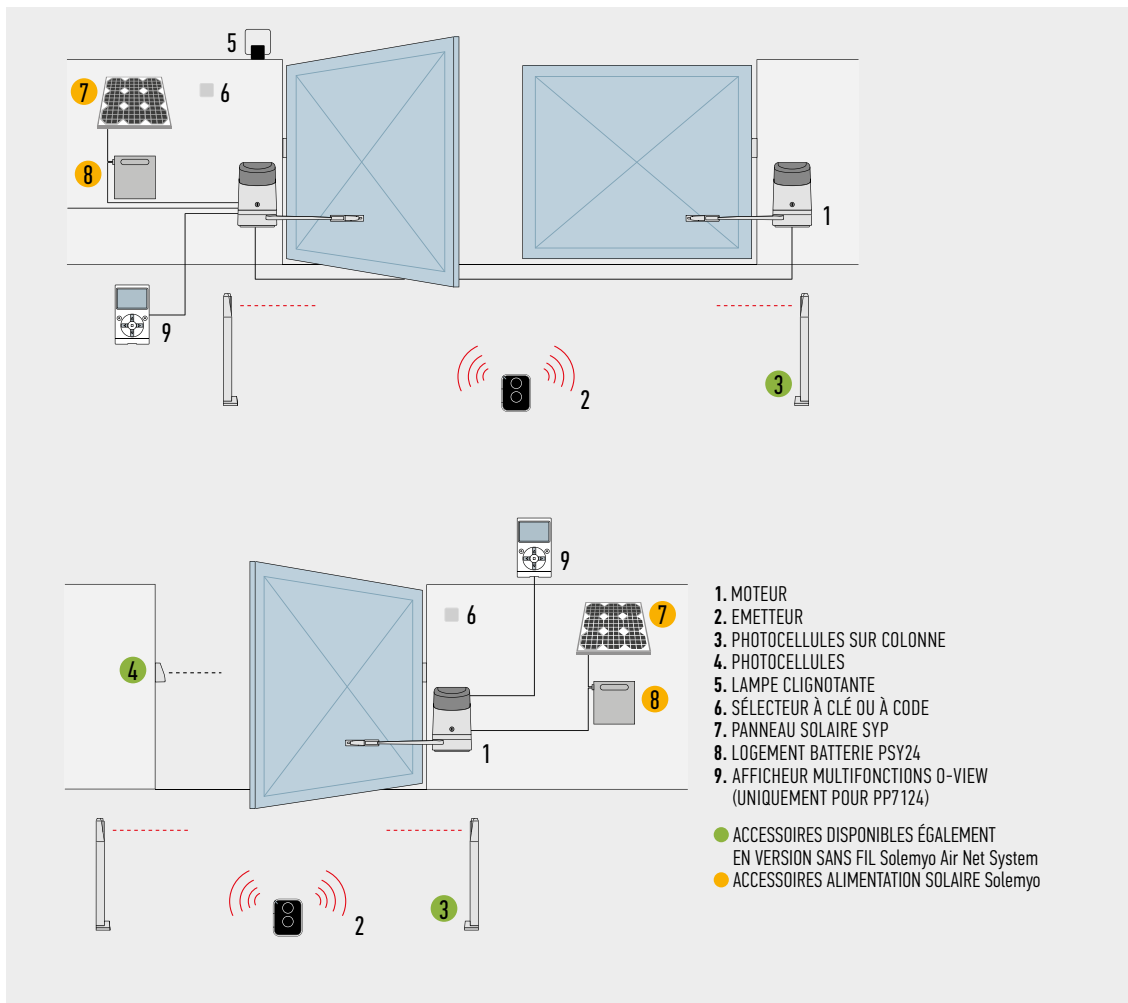 5
7
6
8
1
9
3
2
9
6
7
4
8
1
3
2
1. MOTEUR
2. EMETTEUR
3. PHOTOCELLULES SUR COLONNE
4. PHOTOCELLULES
5. LAMPE CLIGNOTANTE
6. SÉLECTEUR À CLÉ OU À CODE
7. PANNEAU SOLAIRE SYP
8. LOGEMENT BATTERIE PSY24
9. AFFICHEUR MULTIFONCTIONS O-VIEW
(UNIQUEMENT POUR PP7124)
ACCESSOIRES DISPONIBLES ÉGALEMENT
EN VERSION SANS FIL Solemyo Air Net System
ACCESSOIRES ALIMENTATION SOLAIRE Solemyo